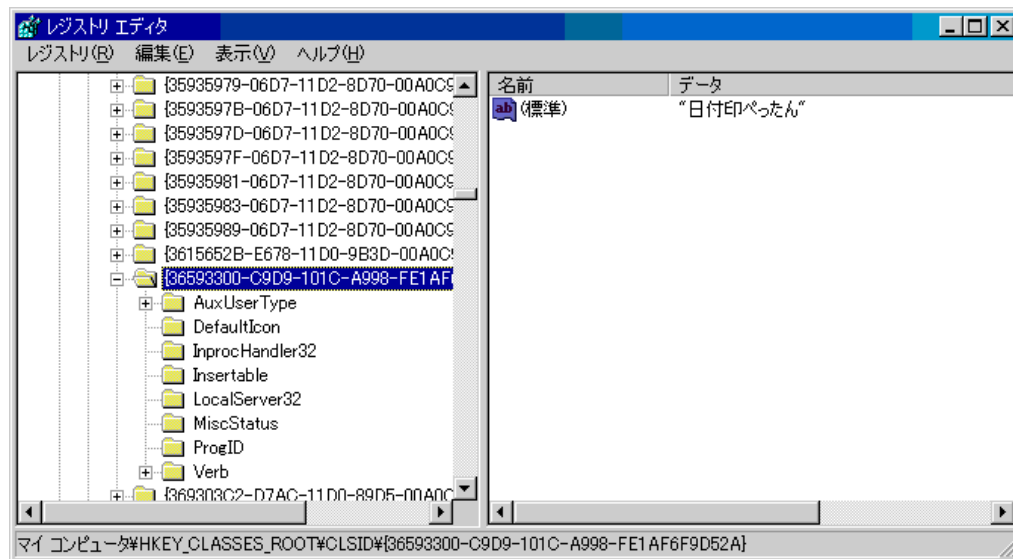 レジストリ エディタ
レジストリ(R) 編集(E) 表示(V) ヘルプ(H)
{35935979-06D7-11D2-8D70-00A0C9
{3593597B-06D7-11D2-8D70-00A0C9
{3593597D-06D7-11D2-8D70-00A0C9
{3593597F-06D7-11D2-8D70-00A0C9
{35935981-06D7-11D2-8D70-00A0C9
{35935983-06D7-11D2-8D70-00A0C9
{35935989-06D7-11D2-8D70-00A0C9
{3615652B-E678-11D0-9B3D-00A0C9
{36593300-C9D9-101C-A998-FE1AF6
AuxUserType
DefaultIcon
InprocHandler32
Insertable
LocalServer32
MiscStatus
ProgID
Verb
{369303C2-D7AC-11D0-89D5-00A0C
名前 データ
ab (標準) "日付印ぺったん"
マイ コンピュータ¥HKEY_CLASSES_ROOT¥CLSID¥{36593300-C9D9-101C-A998-FE1AF6F9D52A}